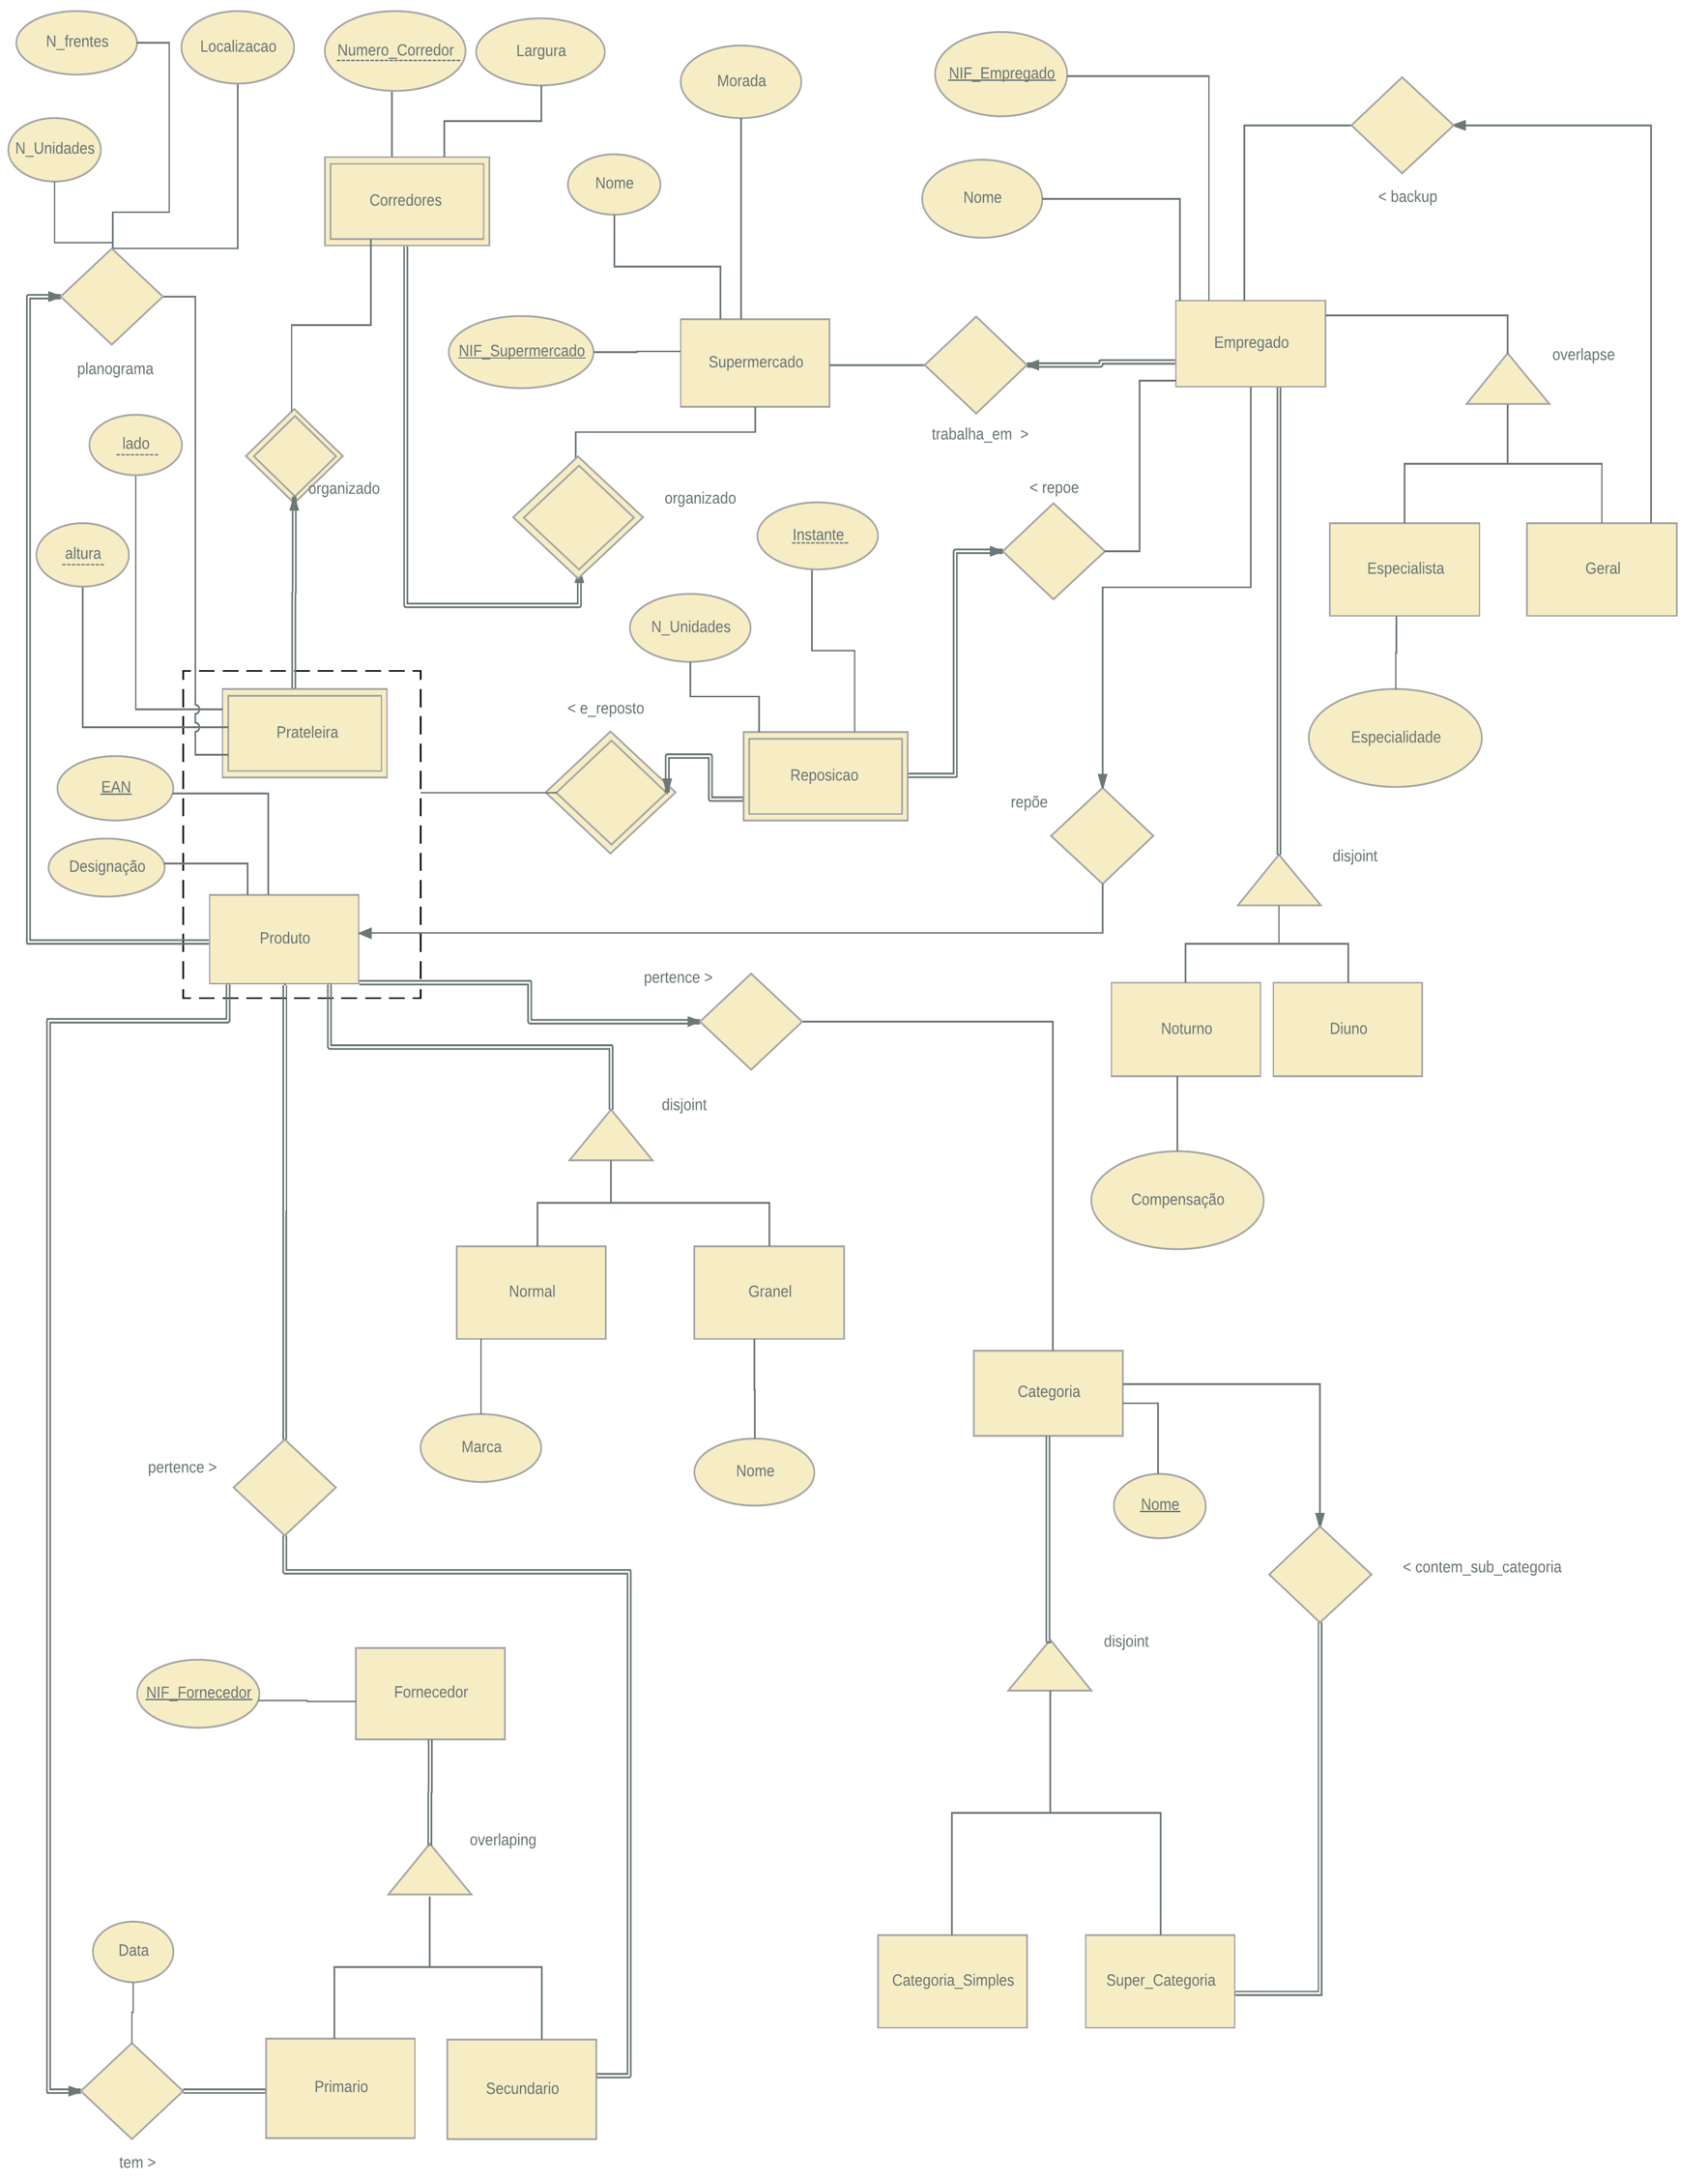 N_frentes
Localizacao
Numero_Corredor
Largura
Morada
NIF_Empregado
N_Unidades
Nome
Nome
Corredores
< backup
planograma
NIF_Supermercado
Supermercado
Empregado
overlapse
trabalha_em >
lado
organizado
organizado
< repoe
altura
Instante
Especialista
Geral
N_Unidades
< e_reposto
Prateleira
Reposicao
Especialidade
EAN
repõe
Designação
disjoint
Produto
pertence >
Noturno
Diuno
disjoint
Compensação
Normal
Granel
Categoria
Marca
Nome
pertence >
Nome
< contem_sub_categoria
disjoint
NIF_Fornecedor
Fornecedor
overlaping
Data
Categoria_Simples
Super_Categoria
Primario
Secundario
tem >